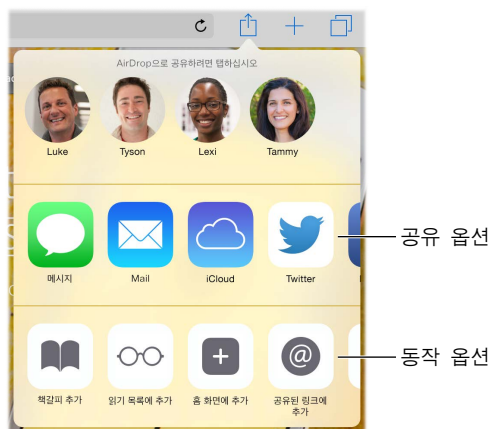 AirDrop으로 공유하려면 탭하십시오
Luke
Tyson
Lexi
Tammy
메시지
Mail
iCloud
Twitter
공유 옵션
책갈피 추가
읽기 목록에 추가
홈 화면에 추가
공유된 링크에
추가
동작 옵션